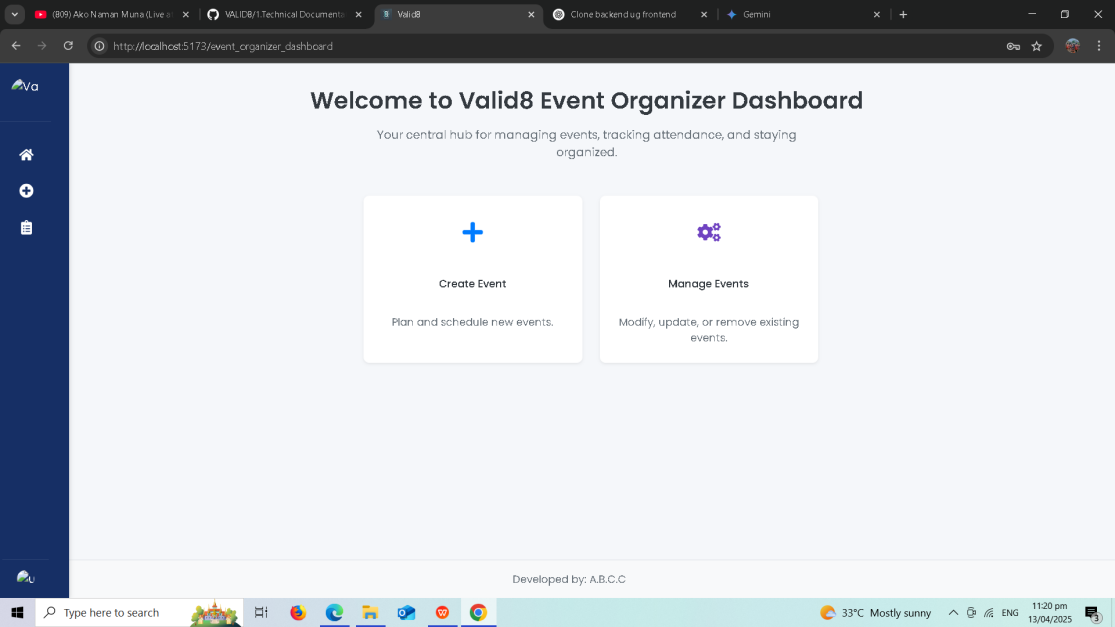 (809) Ako Naman Muna (Live a
VALID8/1.Technical Documenta
Valid8
Clone backend ug frontend
Gemini
http://localhost:5173/event_organizer_dashboard
Va
Welcome to Valid8 Event Organizer Dashboard
Your central hub for managing events, tracking attendance, and staying
organized.
Create Event
Manage Events
Plan and schedule new events.
Modify, update, or remove existing
events.
u
Developed by: A.B.C.C
Type here to search
33°C Mostly sunny
ENG
11:20 pm
13/04/2025
3